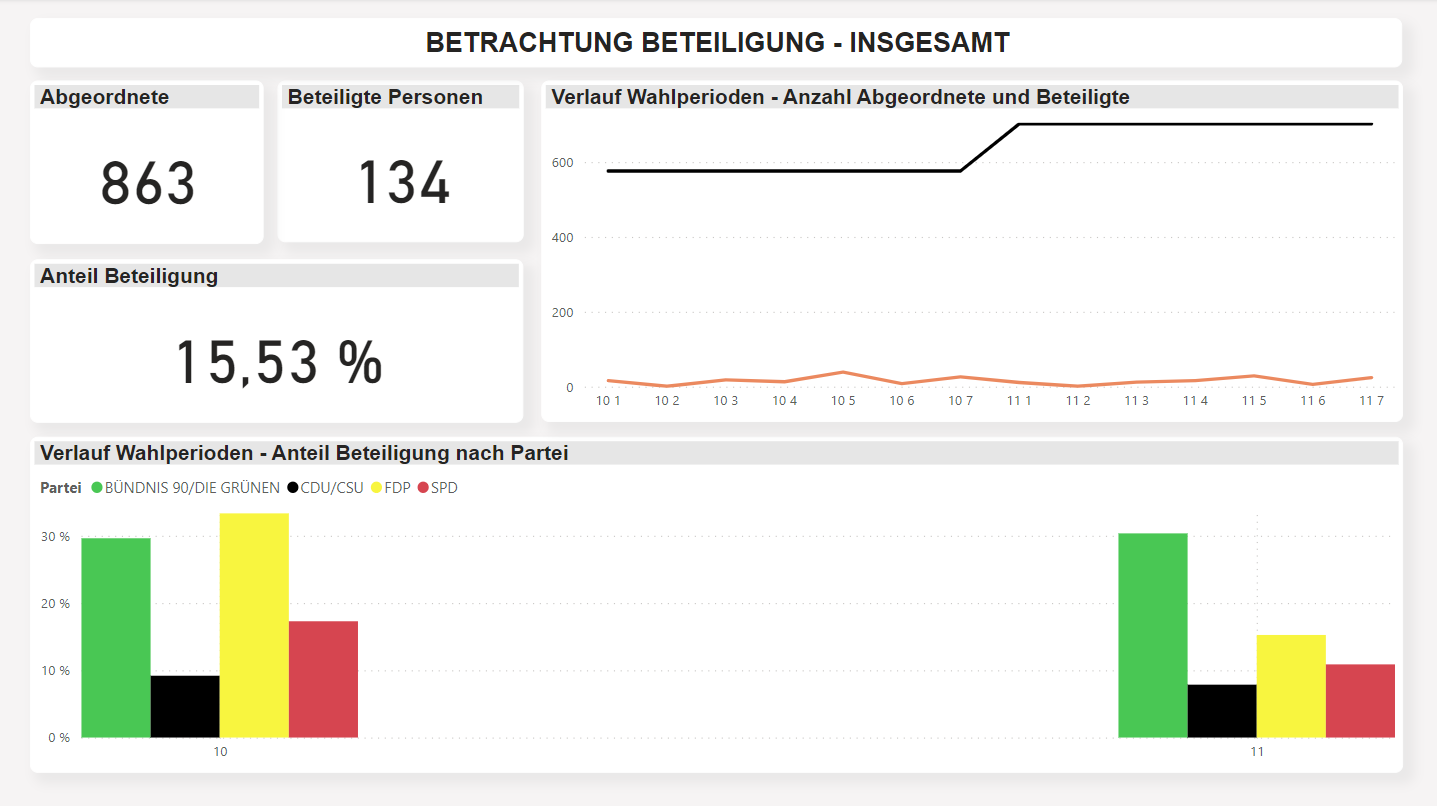 BETRACHTUNG BETEILIGUNG - INSGESAMT
Abgeordnete
863
Beteiligte Personen
134
Anteil Beteiligung
15,53 %
Verlauf Wahlperioden - Anzahl Abgeordnete und Beteiligte
600
400
200
0
10 1 10 2 10 3 10 4 10 5 10 6 10 7 11 1 11 2 11 3 11 4 11 5 11 6 11 7
Verlauf Wahlperioden - Anteil Beteiligung nach Partei
Partei BÜNDNIS 90/DIE GRÜNEN CDU/CSU FDP SPD
30 %
20 %
10 %
0 %
10 11